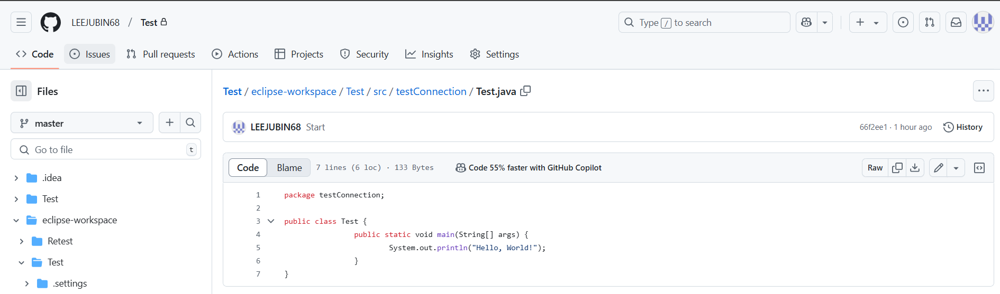 LEEJUBIN68 / Test
Type / to search
Code Issues Pull requests Actions Projects Security Insights Settings
Files
master
Go to file t
.idea
Test
eclipse-workspace
Retest
Test
.settings
Test / eclipse-workspace / Test / src / testConnection / Test.java
LEEJUBIN68 Start 66f2ee1 · 1 hour ago History
Code Blame 7 lines (6 loc) · 133 Bytes Code 55% faster with GitHub Copilot Raw
1 package testConnection;
2
3 public class Test {
4 public static void main(String[] args) {
5 System.out.println("Hello, World!");
6 }
7 }